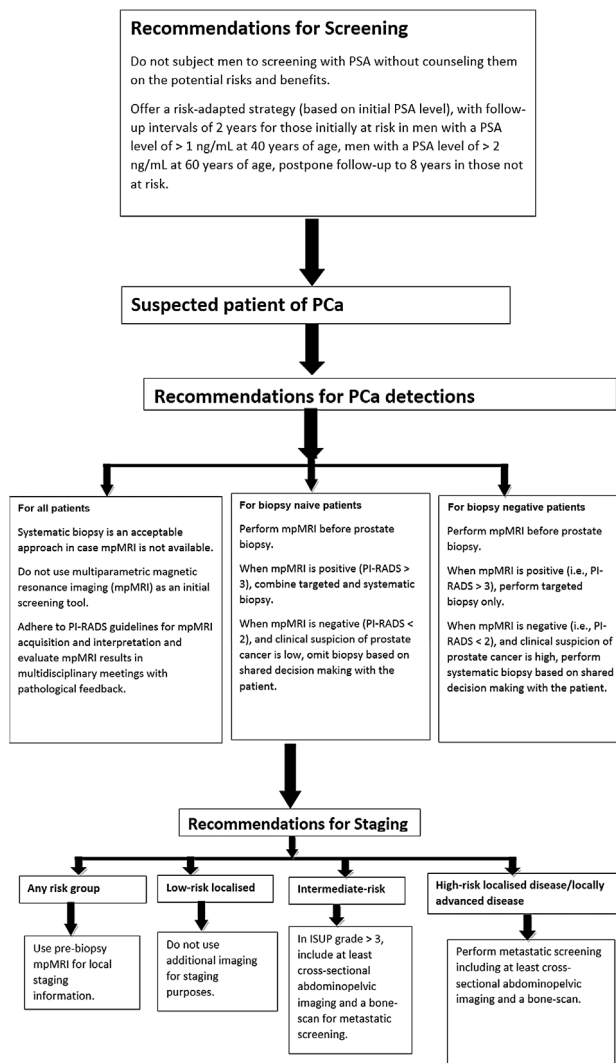 Recommendations for Screening
Do not subject men to screening with PSA without counseling them
on the potential risks and benefits.
Offer a risk-adapted strategy (based on initial PSA level), with follow-
up intervals of 2 years for those initially at risk in men with a PSA
level of > 1 ng/mL at 40 years of age, men with a PSA level of > 2
ng/mL at 60 years of age, postpone follow-up to 8 years in those not
at risk.
Suspected patient of PCa
Recommendations for PCa detections
For all patients
Systematic biopsy is an acceptable
approach in case mpMRI is not available.
Do not use multiparametric magnetic
resonance imaging (mpMRI) as an initial
screening tool.
Adhere to PI-RADS guidelines for mpMRI
acquisition and interpretation and
evaluate mpMRI results in
multidisciplinary meetings with
pathological feedback.
For biopsy naive patients
Perform mpMRI before prostate
biopsy.
When mpMRI is positive (PI-RADS >
3), combine targeted and systematic
biopsy.
When mpMRI is negative (PI-RADS <
2), and clinical suspicion of prostate
cancer is low, omit biopsy based on
shared decision making with the
patient.
For biopsy negative patients
Perform mpMRI before prostate
biopsy.
When mpMRI is positive (i.e., PI-
RADS > 3), perform targeted
biopsy only.
When mpMRI is negative (i.e., PI-
RADS < 2), and clinical suspicion of
prostate cancer is high, perform
systematic biopsy based on shared
decision making with the patient.
Recommendations for Staging
Any risk group
Use pre-biopsy
mpMRI for local
staging
information.
Low-risk localised
Do not use
additional imaging
for staging
purposes.
Intermediate-risk
In ISUP grade > 3,
include at least
cross-sectional
abdominopelvic
imaging and a bone-
scan for metastatic
screening.
High-risk localised disease/locally
advanced disease
Perform metastatic screening
including at least cross-
sectional abdominopelvic
imaging and a bone-scan.